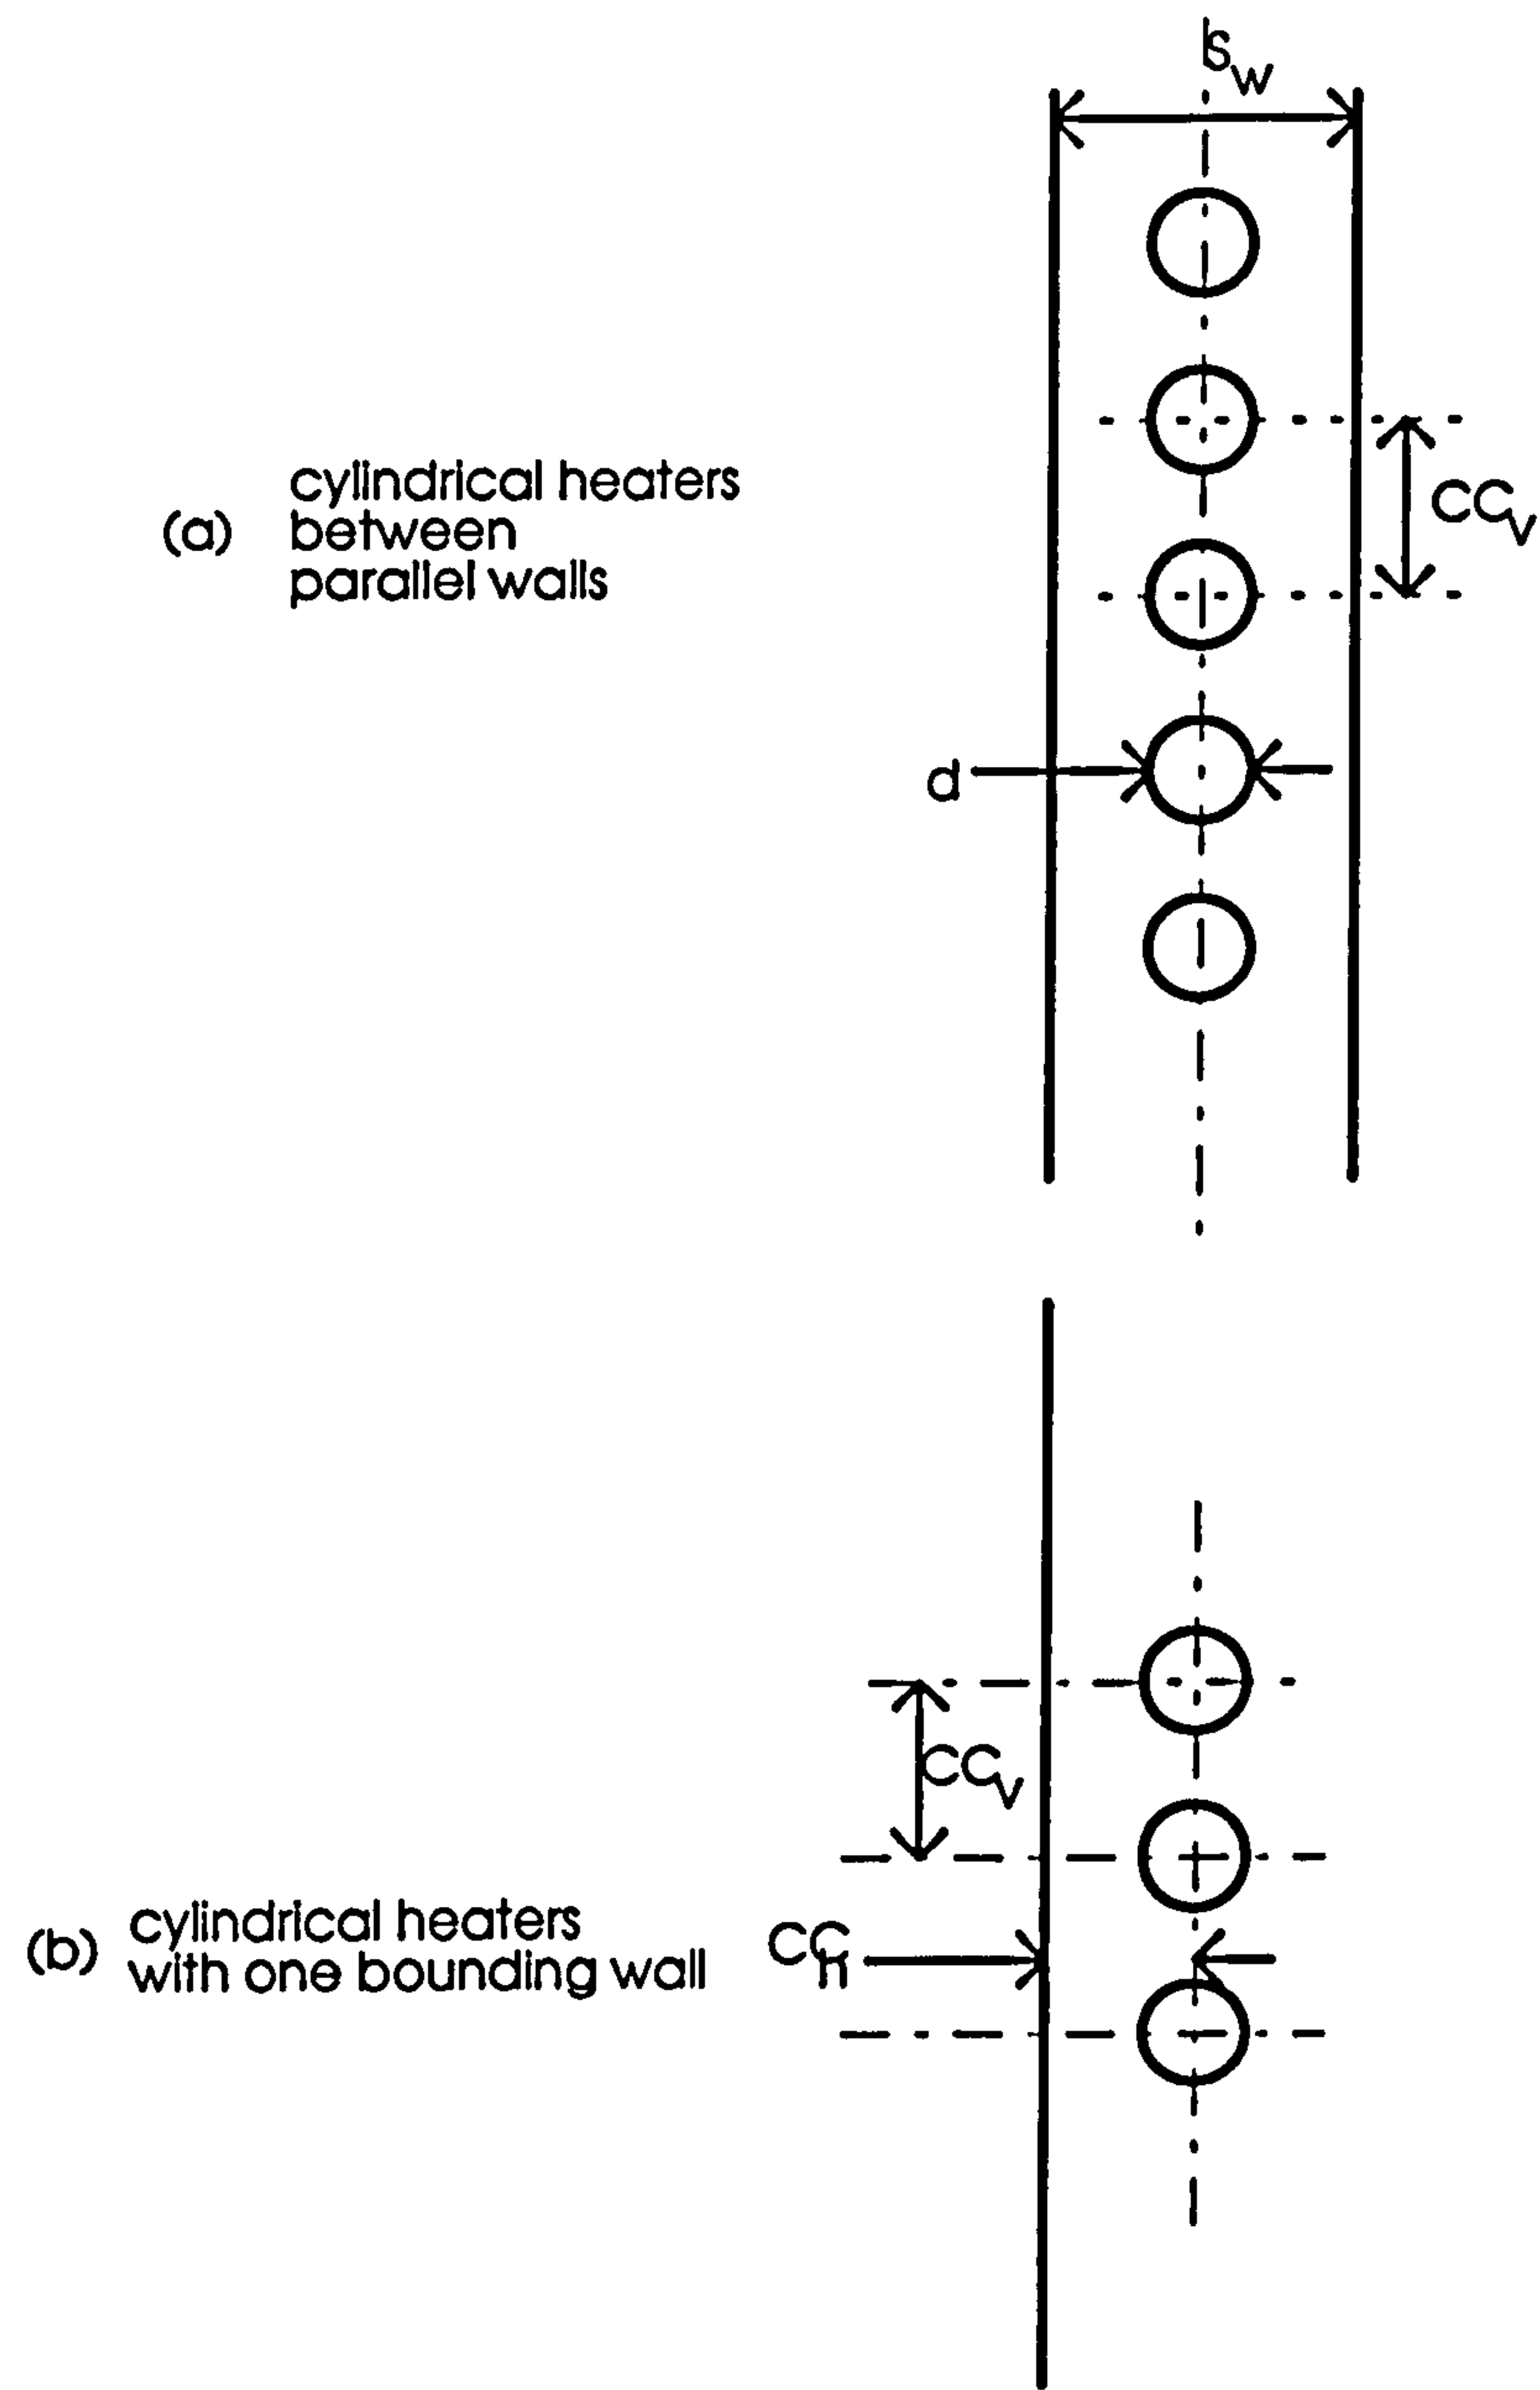 s_w
(a) cylindrical heaters
between
parallel walls
cc_v
d
cc_v
(b) cylindrical heaters
with one bounding wall
cc_h